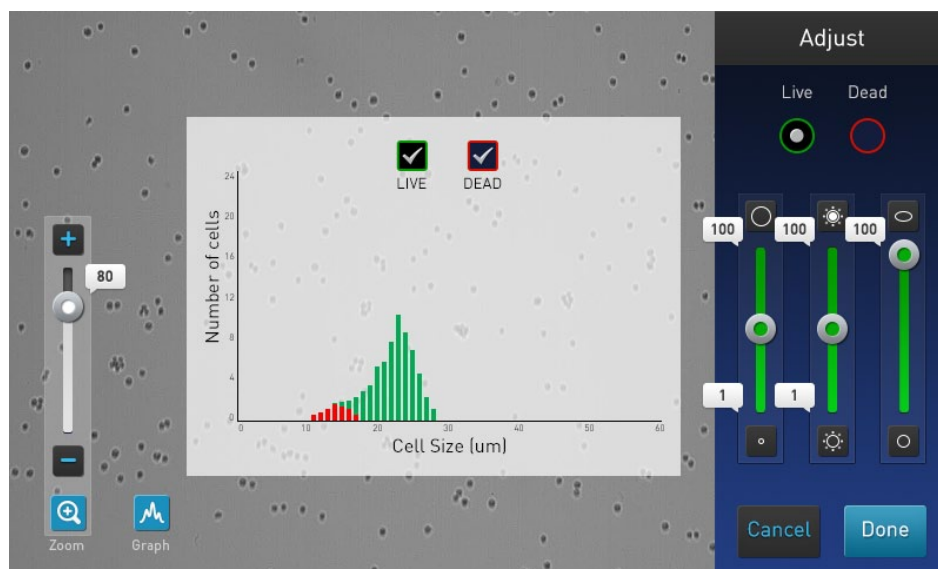 Adjust
Live Dead
LIVE DEAD
24
20
16
12
8
4
0
0 10 20 30 40 50 60
Number of cells
Cell Size (um)
80
100 100 100
1 1
Zoom Graph
Cancel Done